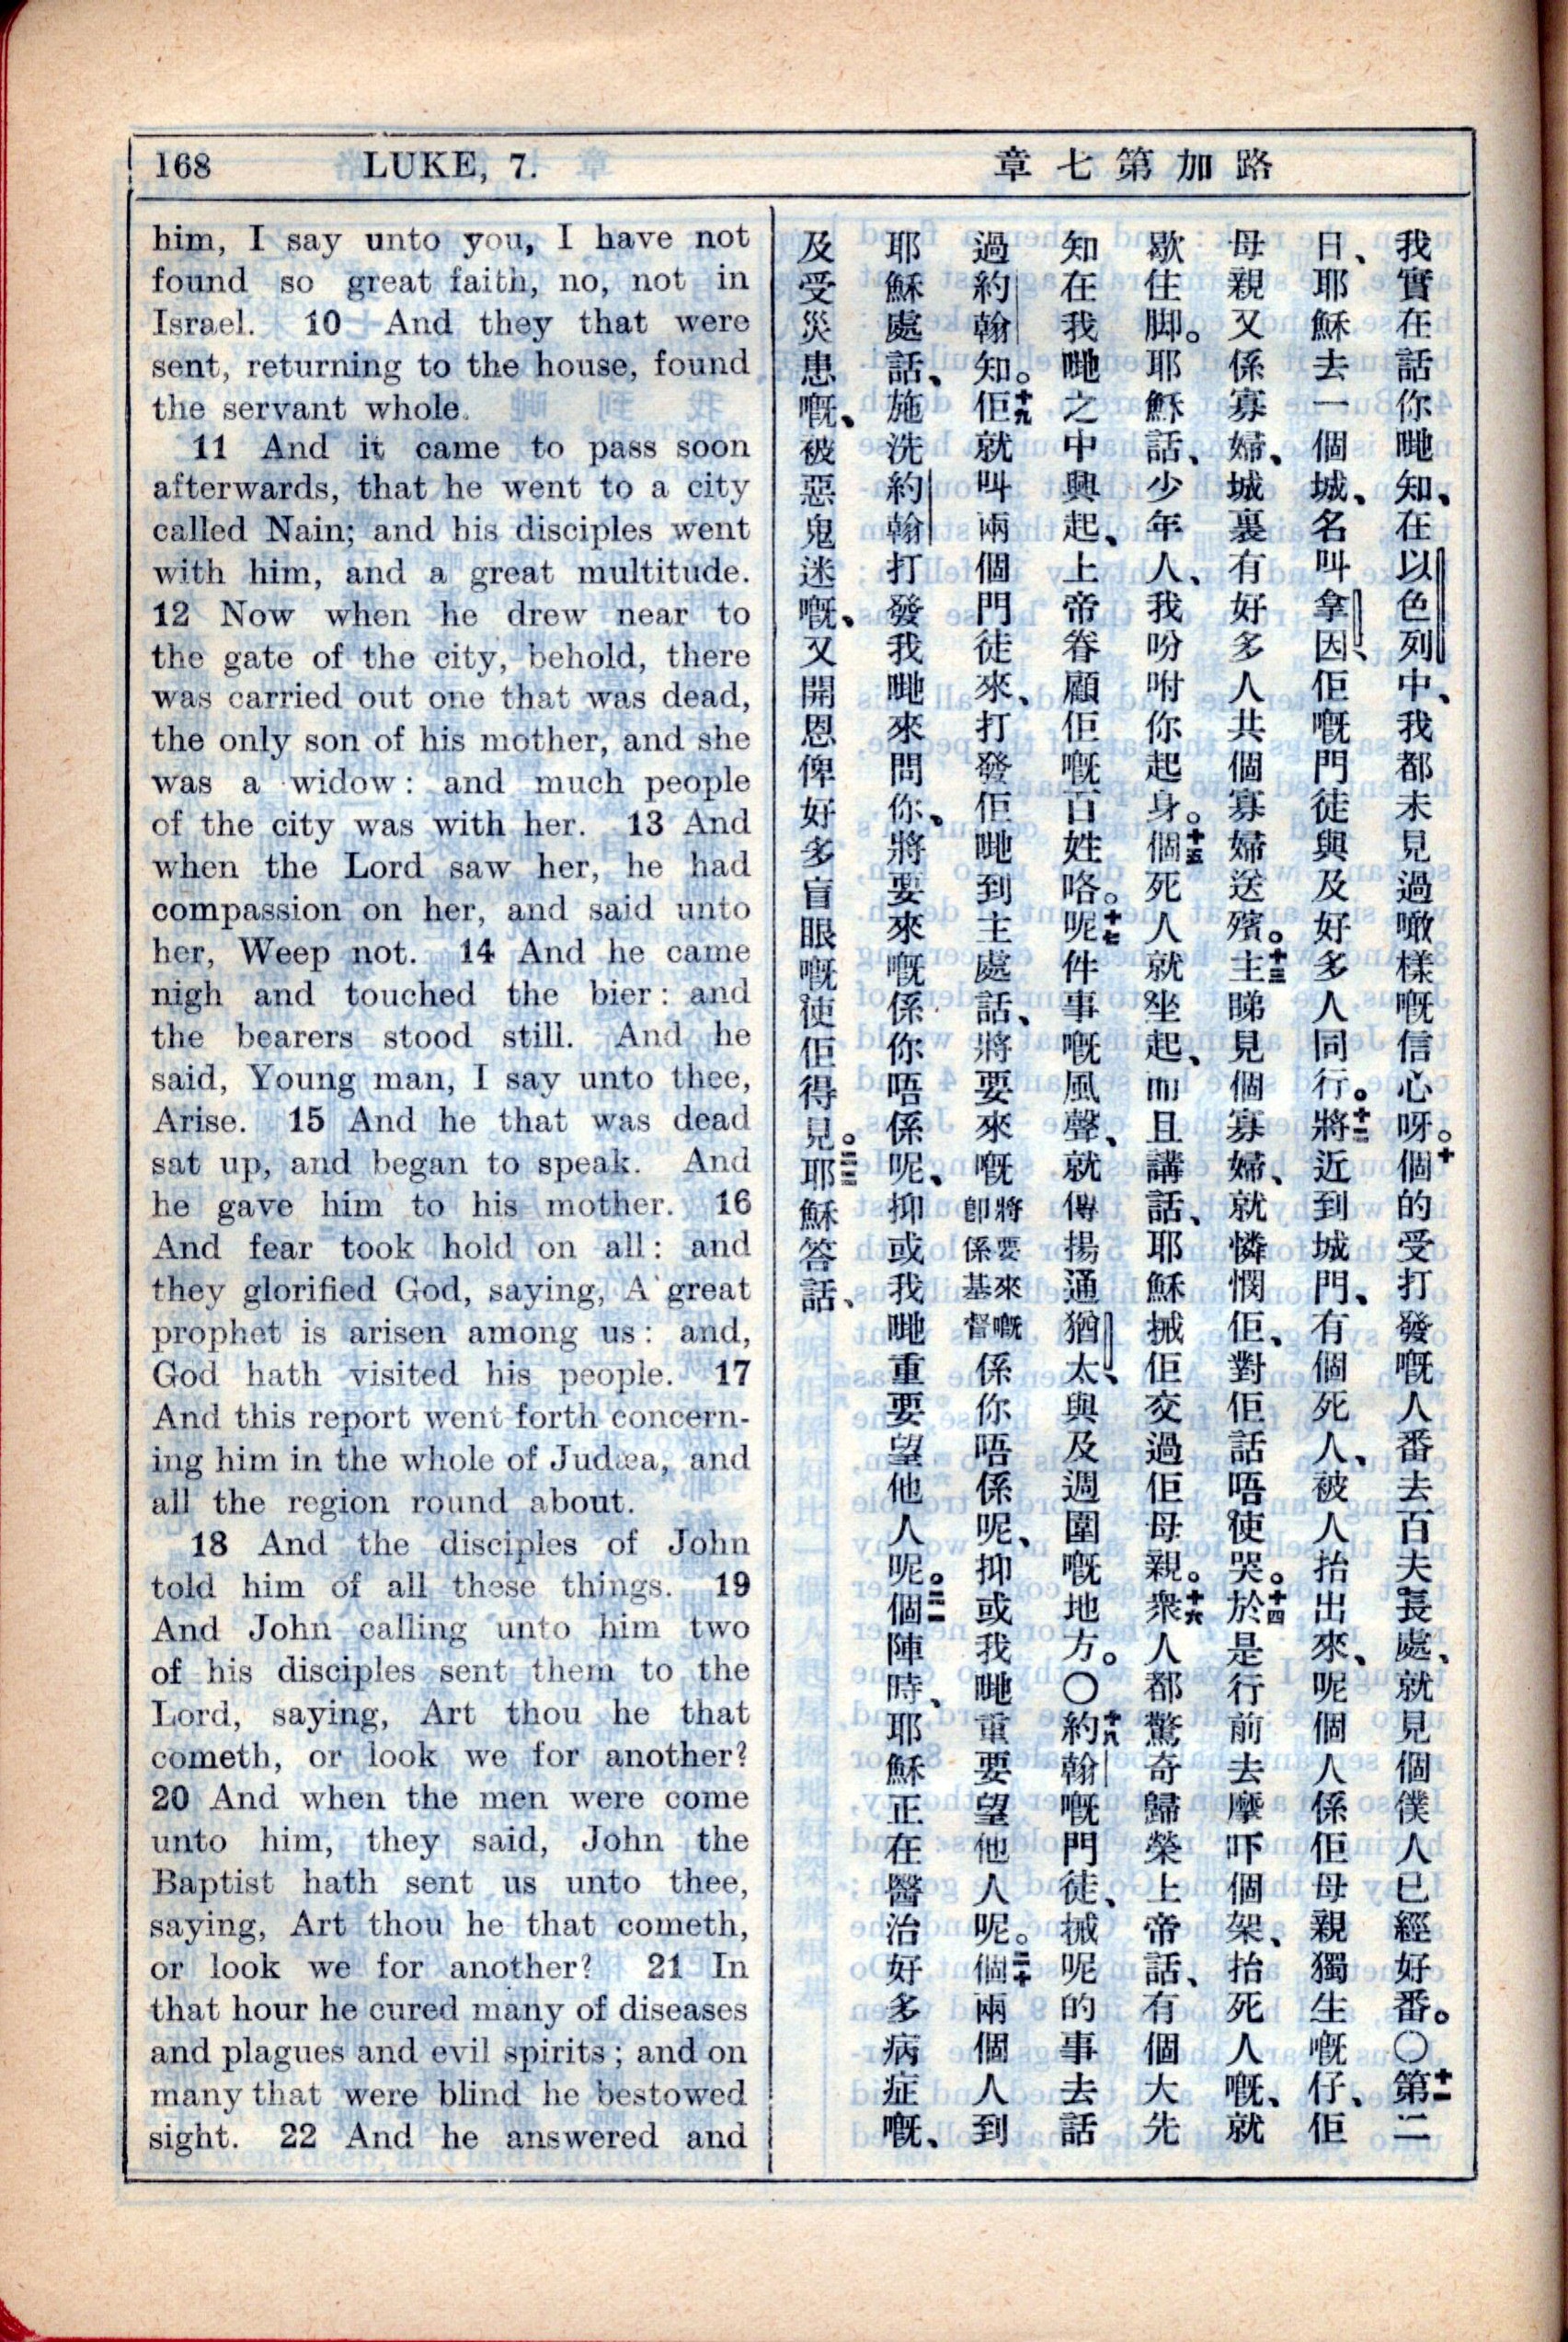 168 LUKE, 7.
路加第七章
him, I say unto you, I have not
found so great faith, no, not in
Israel. 10 And they that were
sent, returning to the house, found
the servant whole.
11 And it came to pass soon
afterwards, that he went to a city
called Nain; and his disciples went
with him, and a great multitude.
12 Now when he drew near to
the gate of the city, behold, there
was carried out one that was dead,
the only son of his mother, and she
was a widow: and much people
of the city was with her. 13 And
when the Lord saw her, he had
compassion on her, and said unto
her, Weep not. 14 And he came
nigh and touched the bier: and
the bearers stood still. And he
said, Young man, I say unto thee,
Arise. 15 And he that was dead
sat up, and began to speak. And
he gave him to his mother. 16
And fear took hold on all: and
they glorified God, saying, A great
prophet is arisen among us: and,
God hath visited his people. 17
And this report went forth concern-
ing him in the whole of Judæa, and
all the region round about.
18 And the disciples of John
told him of all these things. 19
And John calling unto him two
of his disciples sent them to the
Lord, saying, Art thou he that
cometh, or look we for another?
20 And when the men were come
unto him, they said, John the
Baptist hath sent us unto thee,
saying, Art thou he that cometh,
or look we for another? 21 In
that hour he cured many of diseases
and plagues and evil spirits; and on
many that were blind he bestowed
sight. 22 And he answered and
我實在話你哋知、在以色列中、我都未見過噉樣嘅信心呀。十個的受打發嘅人番去百夫長處、就見個僕人已經好番。〇十一第二
日、耶穌去一個城、名叫拿因、佢嘅門徒與及好多人同行。十二將近到城門、有個死人、被人抬出來、呢個人係佢母親獨生嘅仔、佢
母親又係寡婦、城裏有好多人共個寡婦送殯。十三主睇見個寡婦、就憐憫佢、對佢話唔使哭。十四於是行前去摩吓個架、抬死人嘅、就
歇住脚。耶穌話、少年人、我吩咐你起身。十五個死人就坐起、而且講話、耶穌搣佢交過佢母親。十六衆人都驚奇歸榮上帝話、有個大先
知在我哋之中興起、上帝眷顧佢嘅百姓咯。十七呢件事嘅風聲、就傳揚通猶太、與及週圍嘅地方。〇十八約翰嘅門徒、搣呢的事去話
過約翰知。十九佢就叫兩個門徒來、打發佢哋到主處話、將要來嘅將要來嘅即係基督係你唔係呢、抑或我哋重要望他人呢。二十個兩個人到
耶穌處話、施洗約翰打發我哋來問你、將要來嘅係你唔係呢、抑或我哋重要望他人呢。二一個陣時、耶穌正在醫治好多病症嘅、
及受災患嘅、被惡鬼迷嘅、又開恩俾好多盲眼嘅使佢得見。二二耶穌答話、